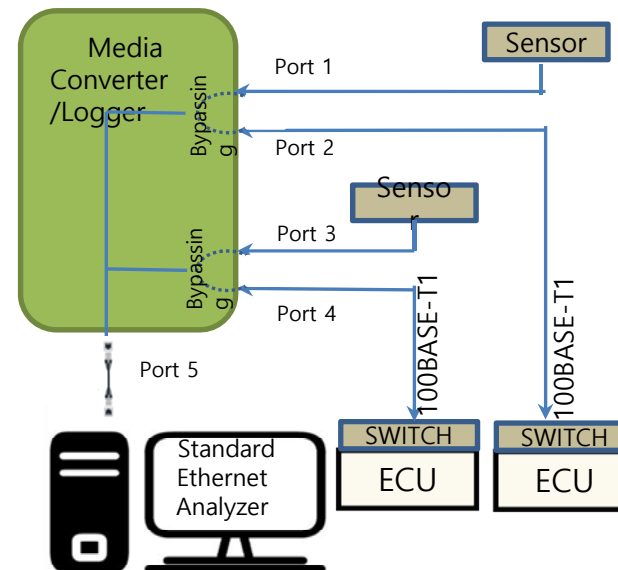 Media
Converter
/Logger
Sensor
Port 1
Bypassin
g
Port 2
Senso
r
Port 3
Bypassin
g
Port 4
100BASE-T1
100BASE-T1
Port 5
Standard
Ethernet
Analyzer
SWITCH
ECU
SWITCH
ECU